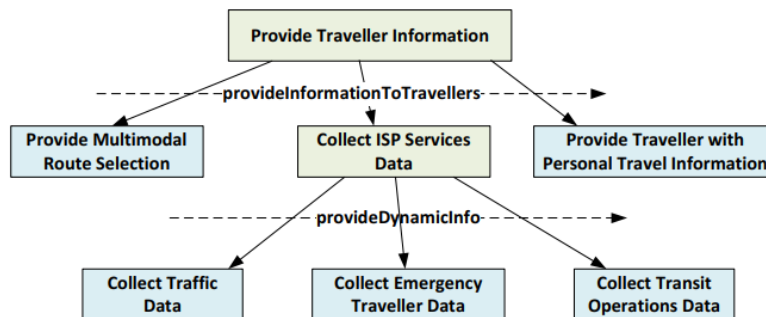 Provide Traveller Information
provideInformationToTravellers
Provide Multimodal
Route Selection
Collect ISP Services
Data
Provide Traveller with
Personal Travel Information
provideDynamicInfo
Collect Traffic
Data
Collect Emergency
Traveller Data
Collect Transit
Operations Data